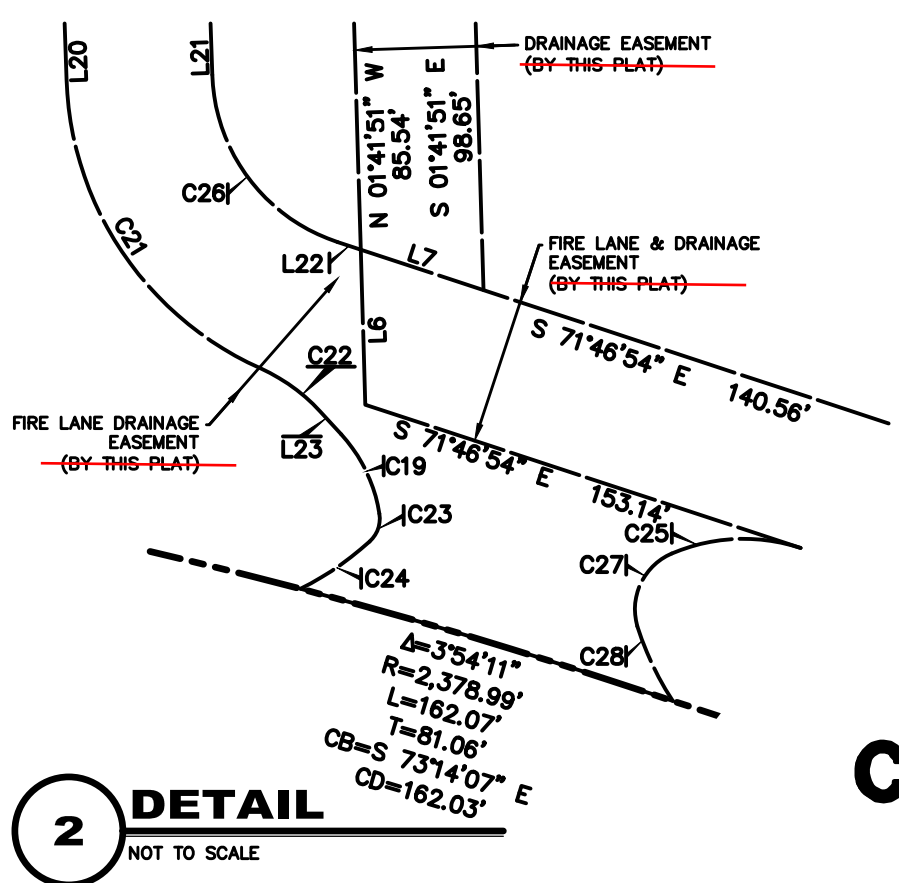 L20
L21
DRAINAGE EASEMENT
(BY THIS PLAT)
N 01°41'51" W
85.54'
S 01°41'51" E
98.65'
C26
C21
L22
L7
FIRE LANE & DRAINAGE
EASEMENT
(BY THIS PLAT)
L6
S 71°46'54" E 140.56'
C22
FIRE LANE DRAINAGE
EASEMENT
(BY THIS PLAT)
L23
S 71°46'54" E 153.14'
C19
C23
C25
C27
C24
C28
Δ=3°54'11"
R=2,378.99'
L=162.07'
T=81.06'
CB=S 73°14'07" E
CD=162.03'
C
2
DETAIL
NOT TO SCALE